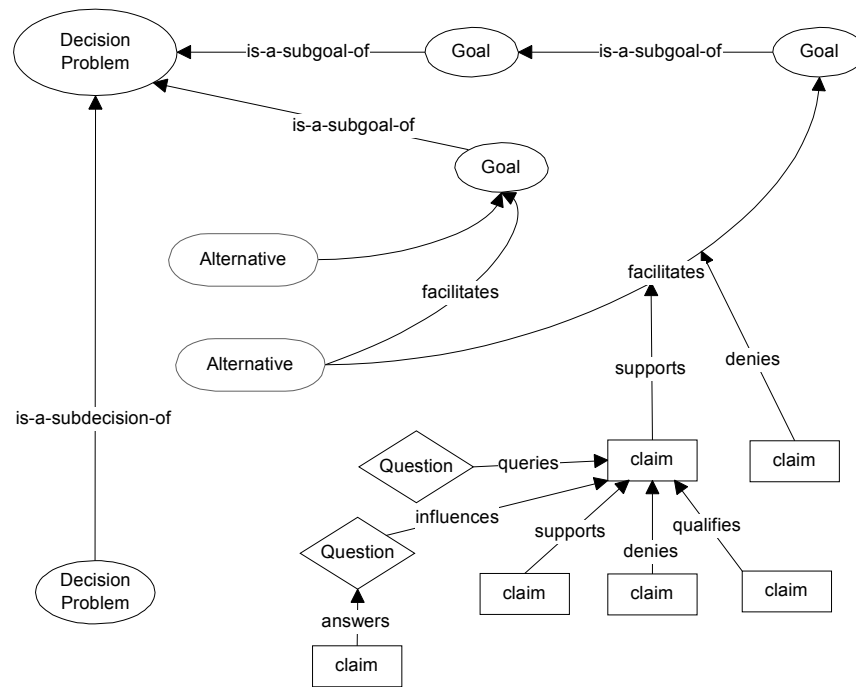 Decision
Problem
is-a-subgoal-of
Goal
is-a-subgoal-of
Goal
is-a-subgoal-of
Goal
Alternative
facilitates
facilitates
Alternative
supports
denies
is-a-subdecision-of
Question
queries
claim
claim
influences
supports
qualifies
Question
denies
Decision
Problem
claim
claim
claim
answers
claim